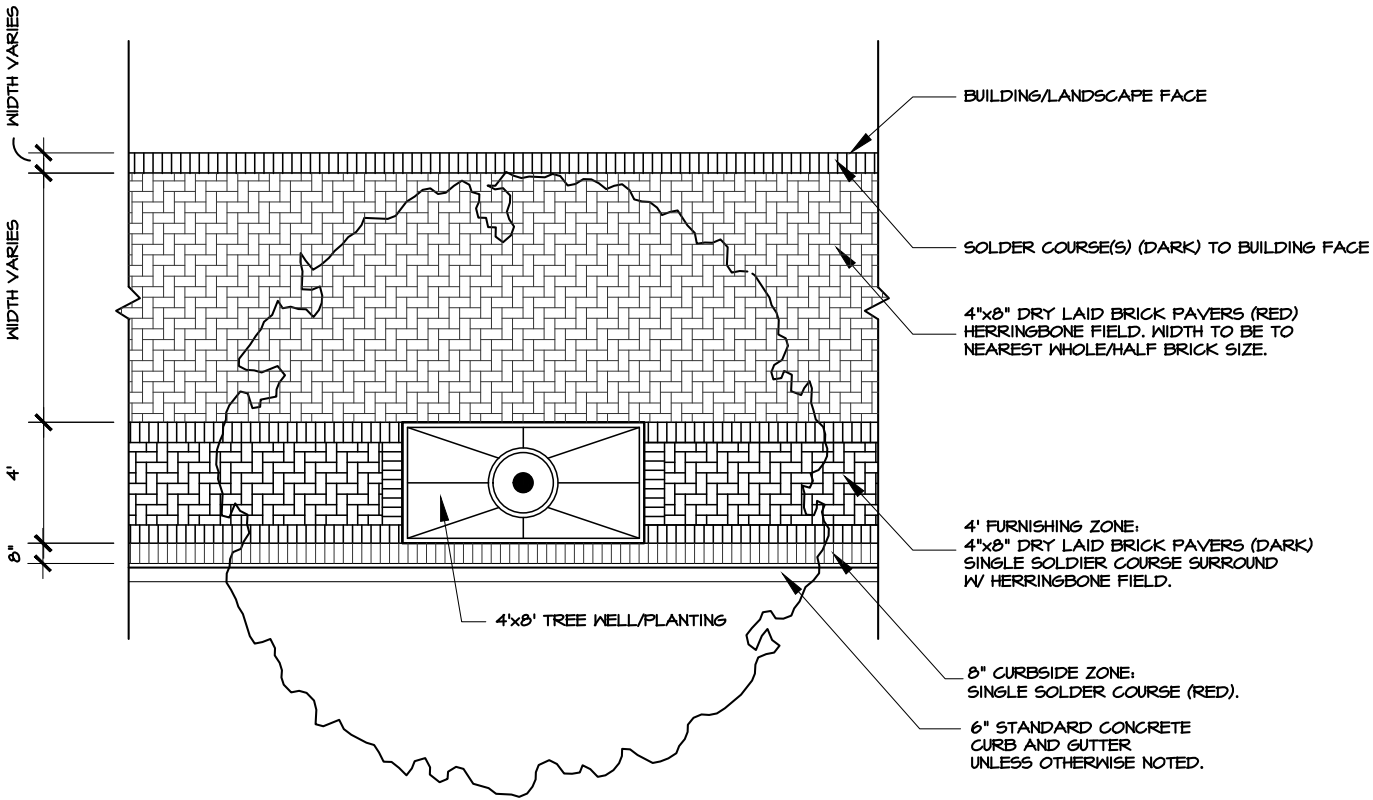 WIDTH VARIES
WIDTH VARIES
4'
8"
BUILDING/LANDSCAPE FACE
SOLDER COURSE(S) (DARK) TO BUILDING FACE
4"x8" DRY LAID BRICK PAVERS (RED)
HERRINGBONE FIELD. WIDTH TO BE TO
NEAREST WHOLE/HALF BRICK SIZE.
4' FURNISHING ZONE:
4"x8" DRY LAID BRICK PAVERS (DARK)
SINGLE SOLDIER COURSE SURROUND
W/ HERRINGBONE FIELD.
4'x8' TREE WELL/PLANTING
8" CURBSIDE ZONE:
SINGLE SOLDER COURSE (RED).
6" STANDARD CONCRETE
CURB AND GUTTER
UNLESS OTHERWISE NOTED.